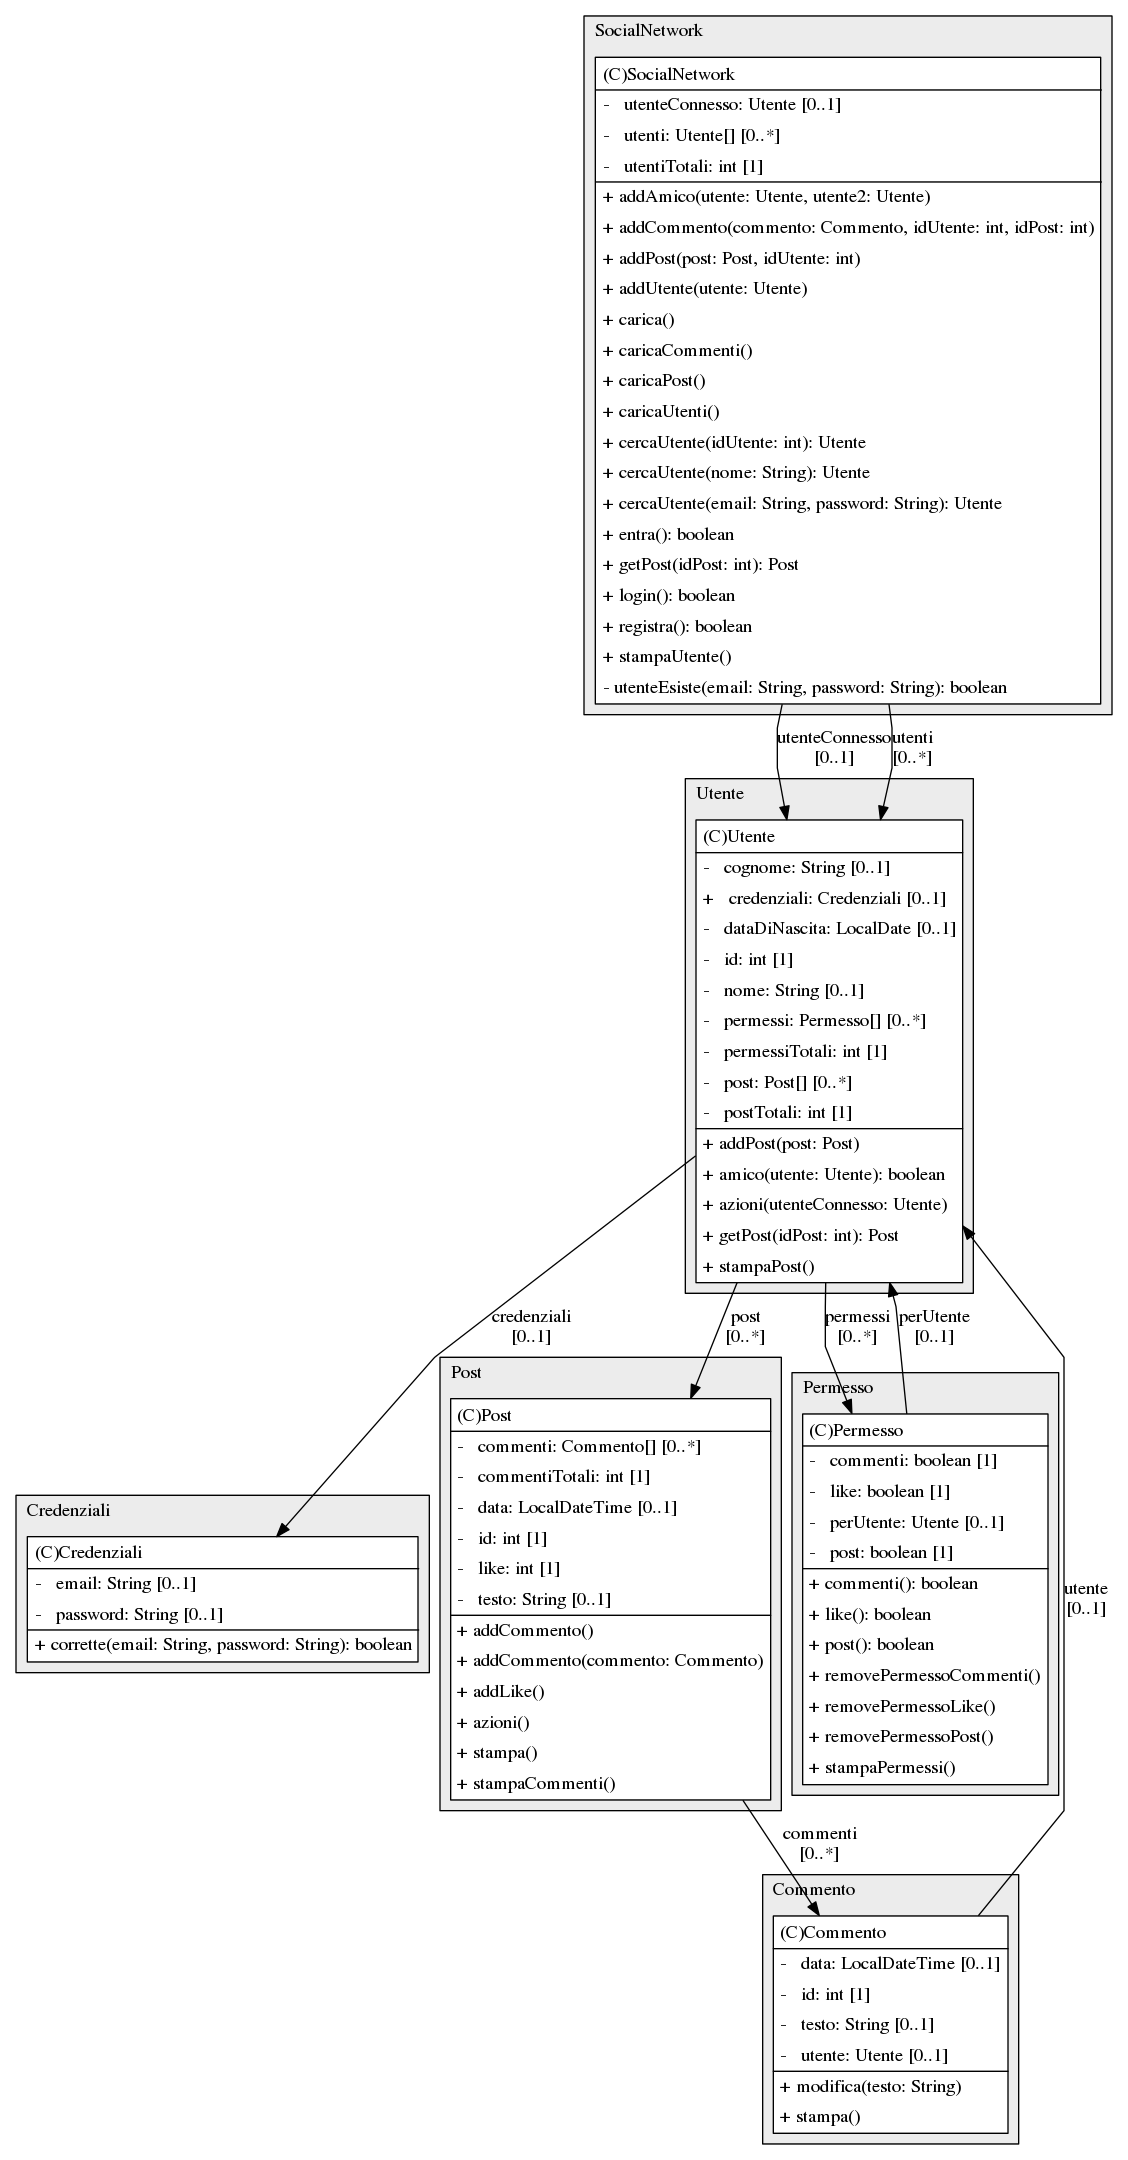 SocialNetwork
(C)SocialNetwork
- utenteConnesso: Utente [0..1]
- utenti: Utente[] [0..*]
- utentiTotali: int [1]
+ addAmico(utente: Utente, utente2: Utente)
+ addCommento(commento: Commento, idUtente: int, idPost: int)
+ addPost(post: Post, idUtente: int)
+ addUtente(utente: Utente)
+ carica()
+ caricaCommenti()
+ caricaPost()
+ caricaUtenti()
+ cercaUtente(idUtente: int): Utente
+ cercaUtente(nome: String): Utente
+ cercaUtente(email: String, password: String): Utente
+ entra(): boolean
+ getPost(idPost: int): Post
+ login(): boolean
+ registra(): boolean
+ stampaUtente()
- utenteEsiste(email: String, password: String): boolean
utenteConnesso
[0..1]
utenti
[0..*]
Utente
(C)Utente
- cognome: String [0..1]
+ credenziali: Credenziali [0..1]
- dataDiNascita: LocalDate [0..1]
- id: int [1]
- nome: String [0..1]
- permessi: Permesso[] [0..*]
- permessiTotali: int [1]
- post: Post[] [0..*]
- postTotali: int [1]
+ addPost(post: Post)
+ amico(utente: Utente): boolean
+ azioni(utenteConnesso: Utente)
+ getPost(idPost: int): Post
+ stampaPost()
credenziali
[0..1]
post
[0..*]
permessi
[0..*]
perUtente
[0..1]
Credenziali
(C)Credenziali
- email: String [0..1]
- password: String [0..1]
+ corrette(email: String, password: String): boolean
Post
(C)Post
- commenti: Commento[] [0..*]
- commentiTotali: int [1]
- data: LocalDateTime [0..1]
- id: int [1]
- like: int [1]
- testo: String [0..1]
+ addCommento()
+ addCommento(commento: Commento)
+ addLike()
+ azioni()
+ stampa()
+ stampaCommenti()
Permesso
(C)Permesso
- commenti: boolean [1]
- like: boolean [1]
- perUtente: Utente [0..1]
- post: boolean [1]
+ commenti(): boolean
+ like(): boolean
+ post(): boolean
+ removePermessoCommenti()
+ removePermessoLike()
+ removePermessoPost()
+ stampaPermessi()
utente
[0..1]
commenti
[0..*]
Commento
(C)Commento
- data: LocalDateTime [0..1]
- id: int [1]
- testo: String [0..1]
- utente: Utente [0..1]
+ modifica(testo: String)
+ stampa()